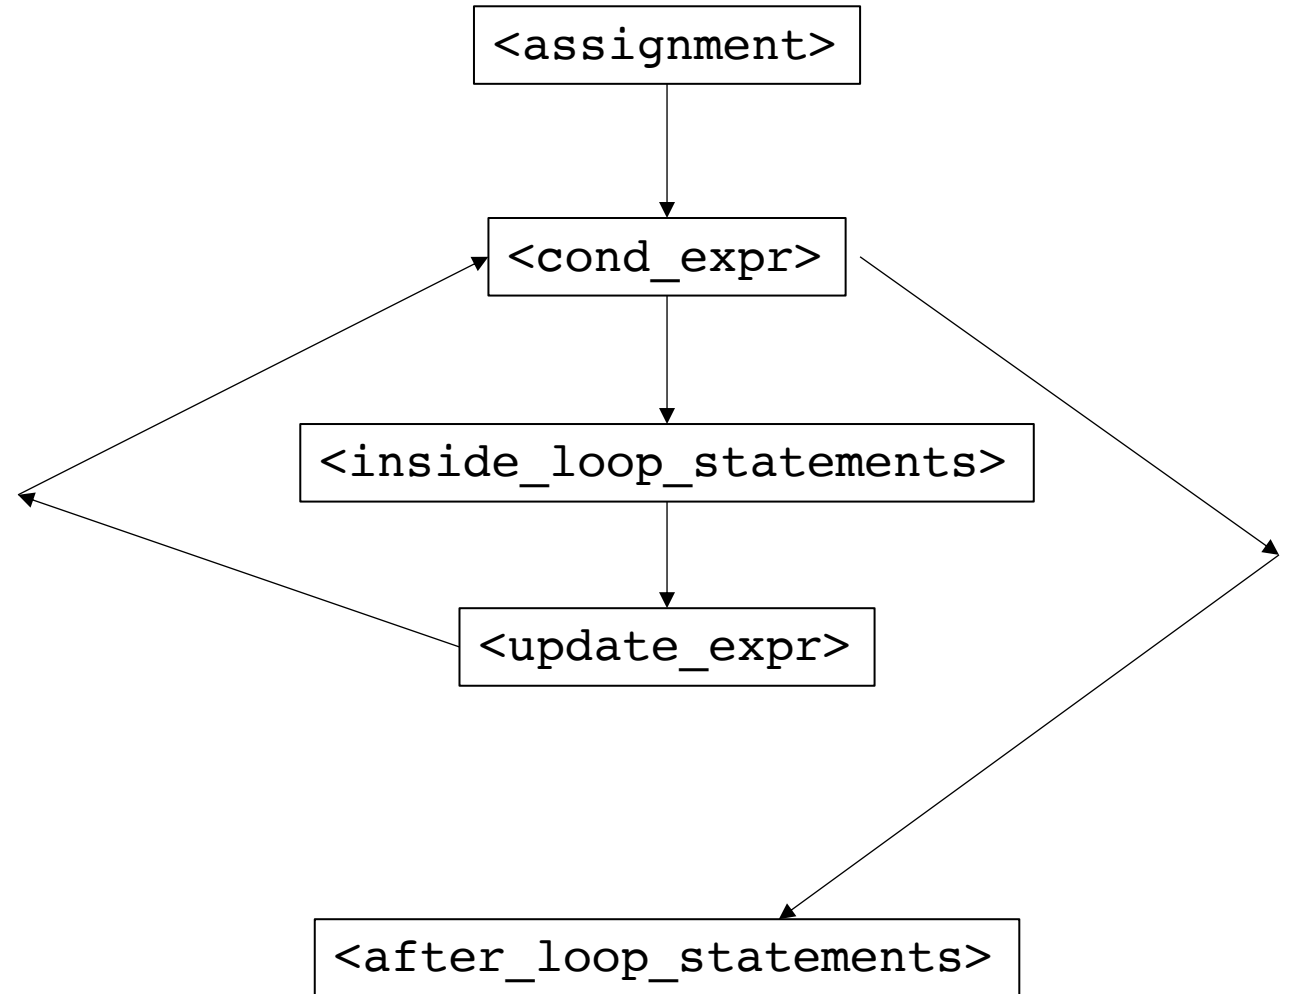 <assignment>
<cond_expr>
<inside_loop_statements>
<update_expr>
<after_loop_statements>